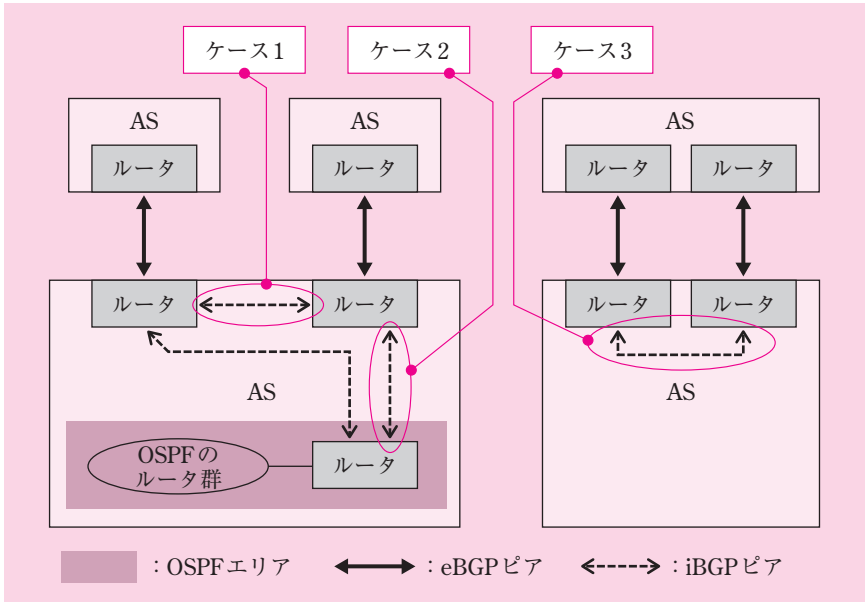 ケース1
ケース2
ケース3
AS
AS
AS
ルータ
ルータ
ルータ
ルータ
ルータ
ルータ
ルータ
ルータ
AS
AS
OSPFの
ルータ群
ルータ
：OSPFエリア
：eBGPピア
：iBGPピア